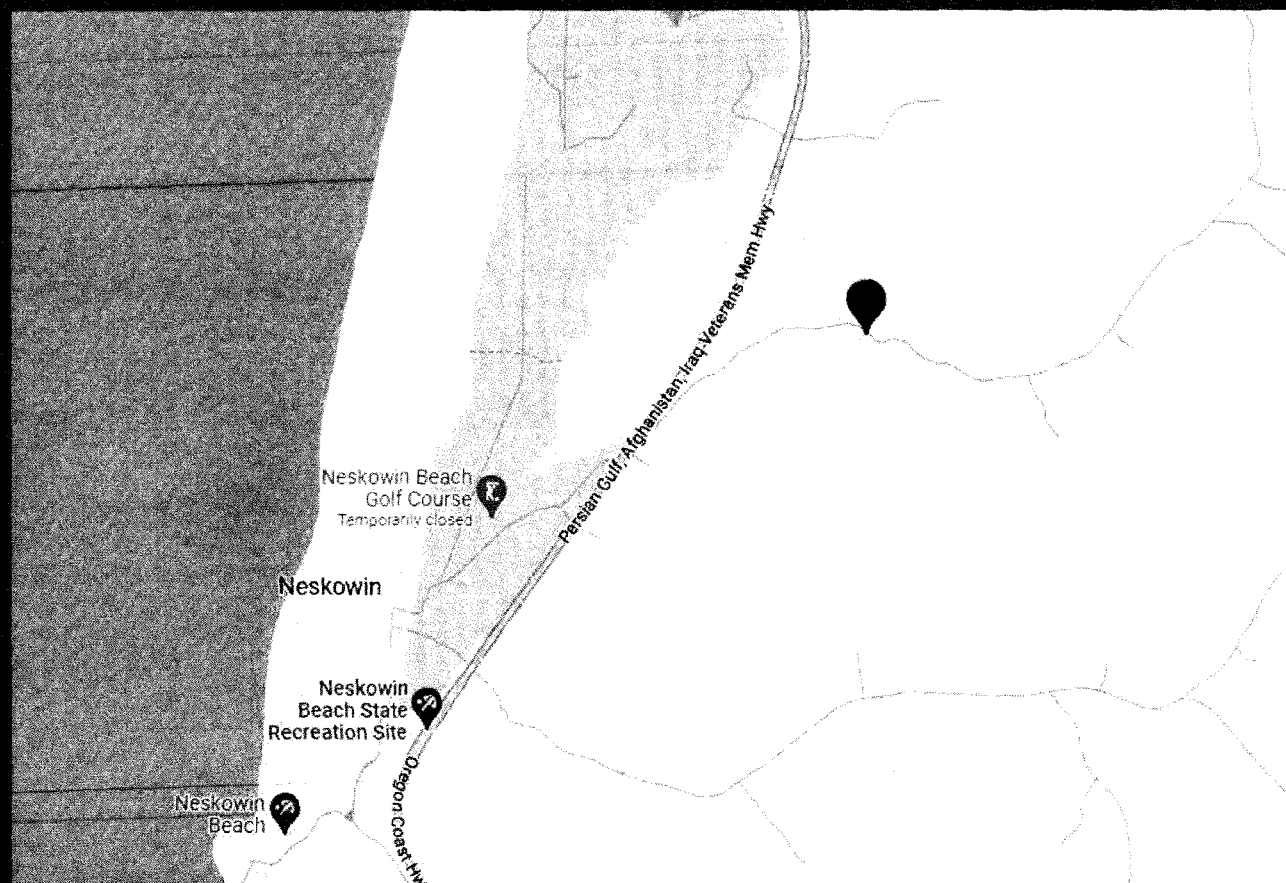 Persian Gulf, Afghanistan, Iraq Veterans Mem Hwy
Neskowin Beach
Golf Course
Temporarily closed
Neskowin
Neskowin
Beach State
Recreation Site
Oregon Coast Hw
Neskowin
Beach